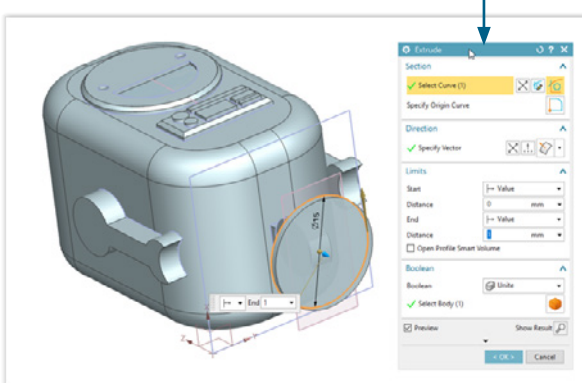 Extrude
Section
Select Curve (1)
Specify Origin Curve
Direction
Specify Vector
Limits
Start Value
Distance 0 mm
End Value
Distance 1 mm
Open Profile Smart Volume
Boolean
Boolean Unite
Select Body (1)
Preview Show Result
< OK > Cancel
Ø15
End 1
X
Z
Y